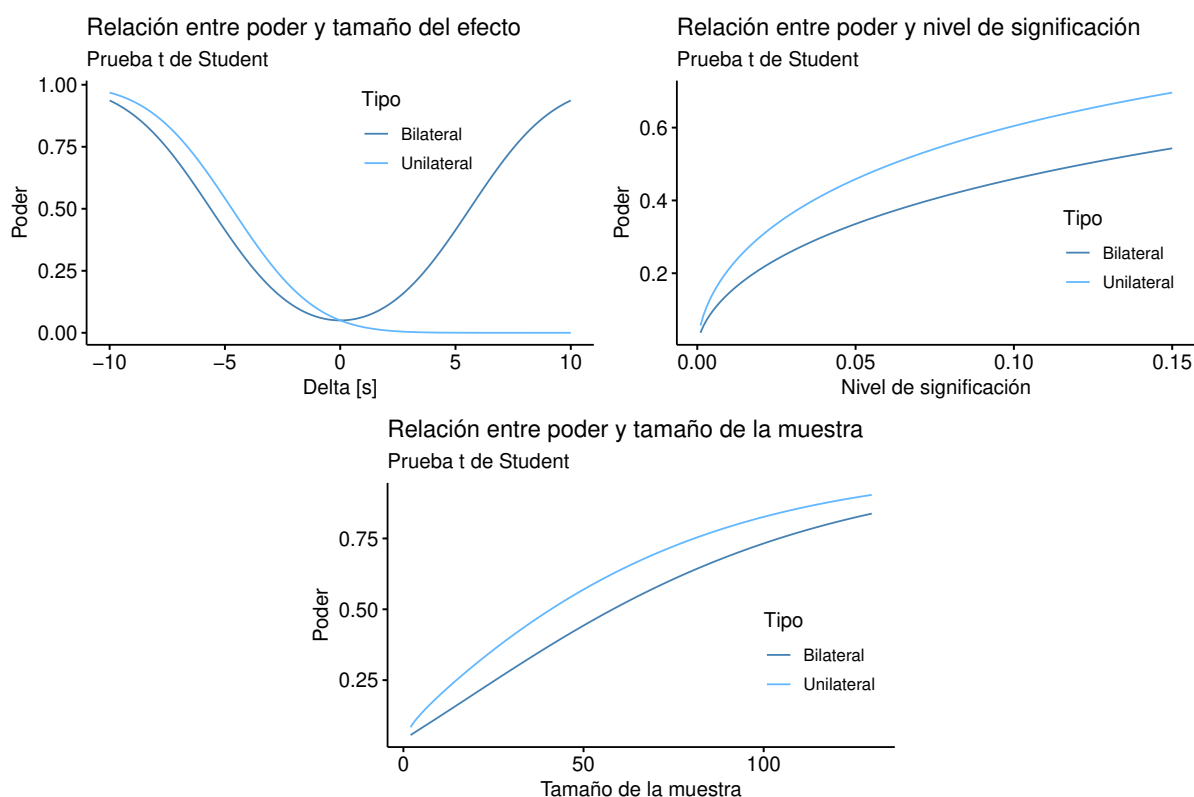 Relación entre poder y tamaño del efecto
Prueba t de Student
1.00
0.75
0.50
0.25
0.00
Poder
−10
−5
0
5
10
Delta [s]
Tipo
Bilateral
Unilateral
Relación entre poder y nivel de significación
Prueba t de Student
0.6
0.4
0.2
Poder
0.00
0.05
0.10
0.15
Nivel de significación
Tipo
Bilateral
Unilateral
Relación entre poder y tamaño de la muestra
Prueba t de Student
0.75
0.50
0.25
Poder
0
50
100
Tamaño de la muestra
Tipo
Bilateral
Unilateral